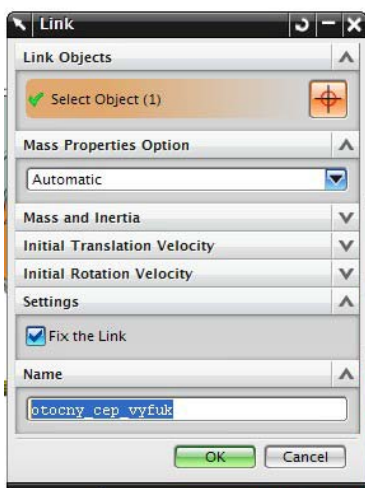 Link
Link Objects
Select Object (1)
Mass Properties Option
Automatic
Mass and Inertia
Initial Translation Velocity
Initial Rotation Velocity
Settings
Fix the Link
Name
otocny_cep_vyfuk
OK Cancel